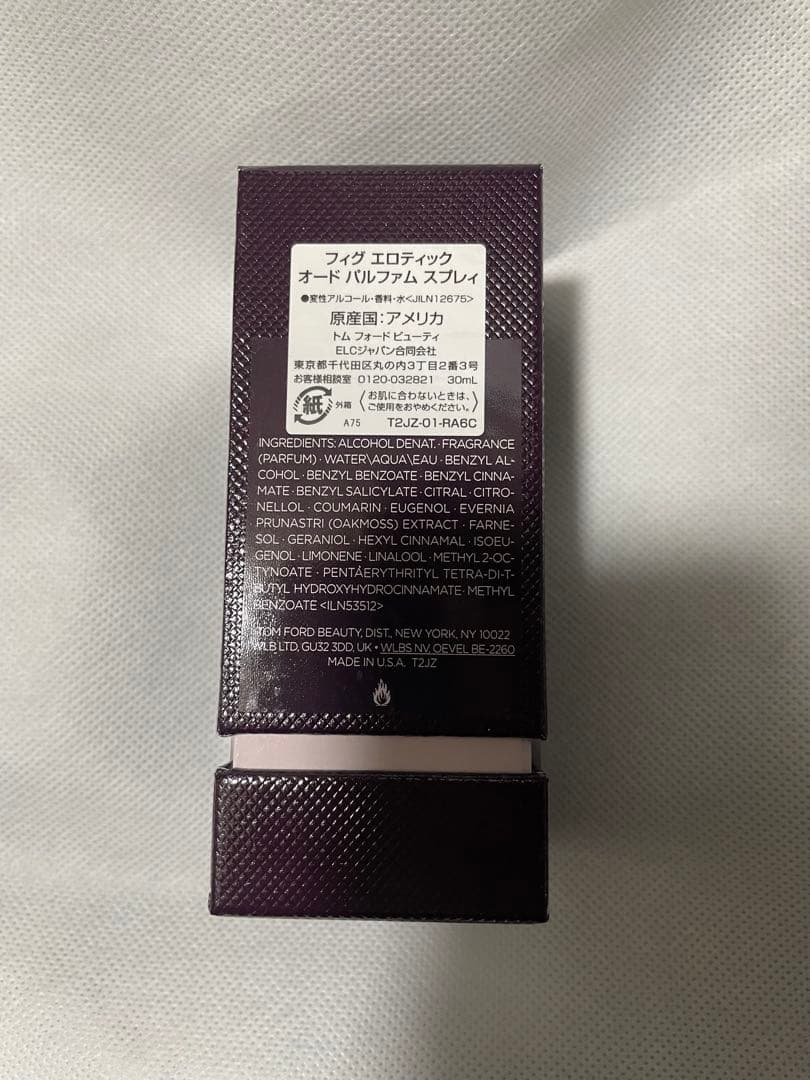 フィグ エロティック
オード パルファム スプレィ
●変性アルコール・香料・水<JILN12675>
原産国：アメリカ
トム フォード ビューティ
ELCジャパン合同会社
東京都千代田区丸の内3丁目2番3号
お客様相談室 0120-032821 30mL
紙 外箱 〈お肌に合わないときは、
ご使用をおやめください。〉
A75 T2JZ-01-RA6C
INGREDIENTS: ALCOHOL DENAT. · FRAGRANCE
(PARFUM) · WATER\AQUA\EAU · BENZYL AL-
COHOL · BENZYL BENZOATE · BENZYL CINNA-
MATE · BENZYL SALICYLATE · CITRAL · CITRO-
NELLOL · COUMARIN · EUGENOL · EVERNIA
PRUNASTRI (OAKMOSS) EXTRACT · FARNE-
SOL · GERANIOL · HEXYL CINNAMAL · ISOEU-
GENOL · LIMONENE · LINALOOL · METHYL 2-OC-
TYNOATE · PENTAERYTHRITYL TETRA-DI-T-
BUTYL HYDROXYHYDROCINNAMATE · METHYL
BENZOATE <ILN53512>
TOM FORD BEAUTY, DIST., NEW YORK, NY 10022
WLB LTD, GU32 3DD, UK • WLBS NV, OEVEL BE-2260
MADE IN U.S.A. T2JZ